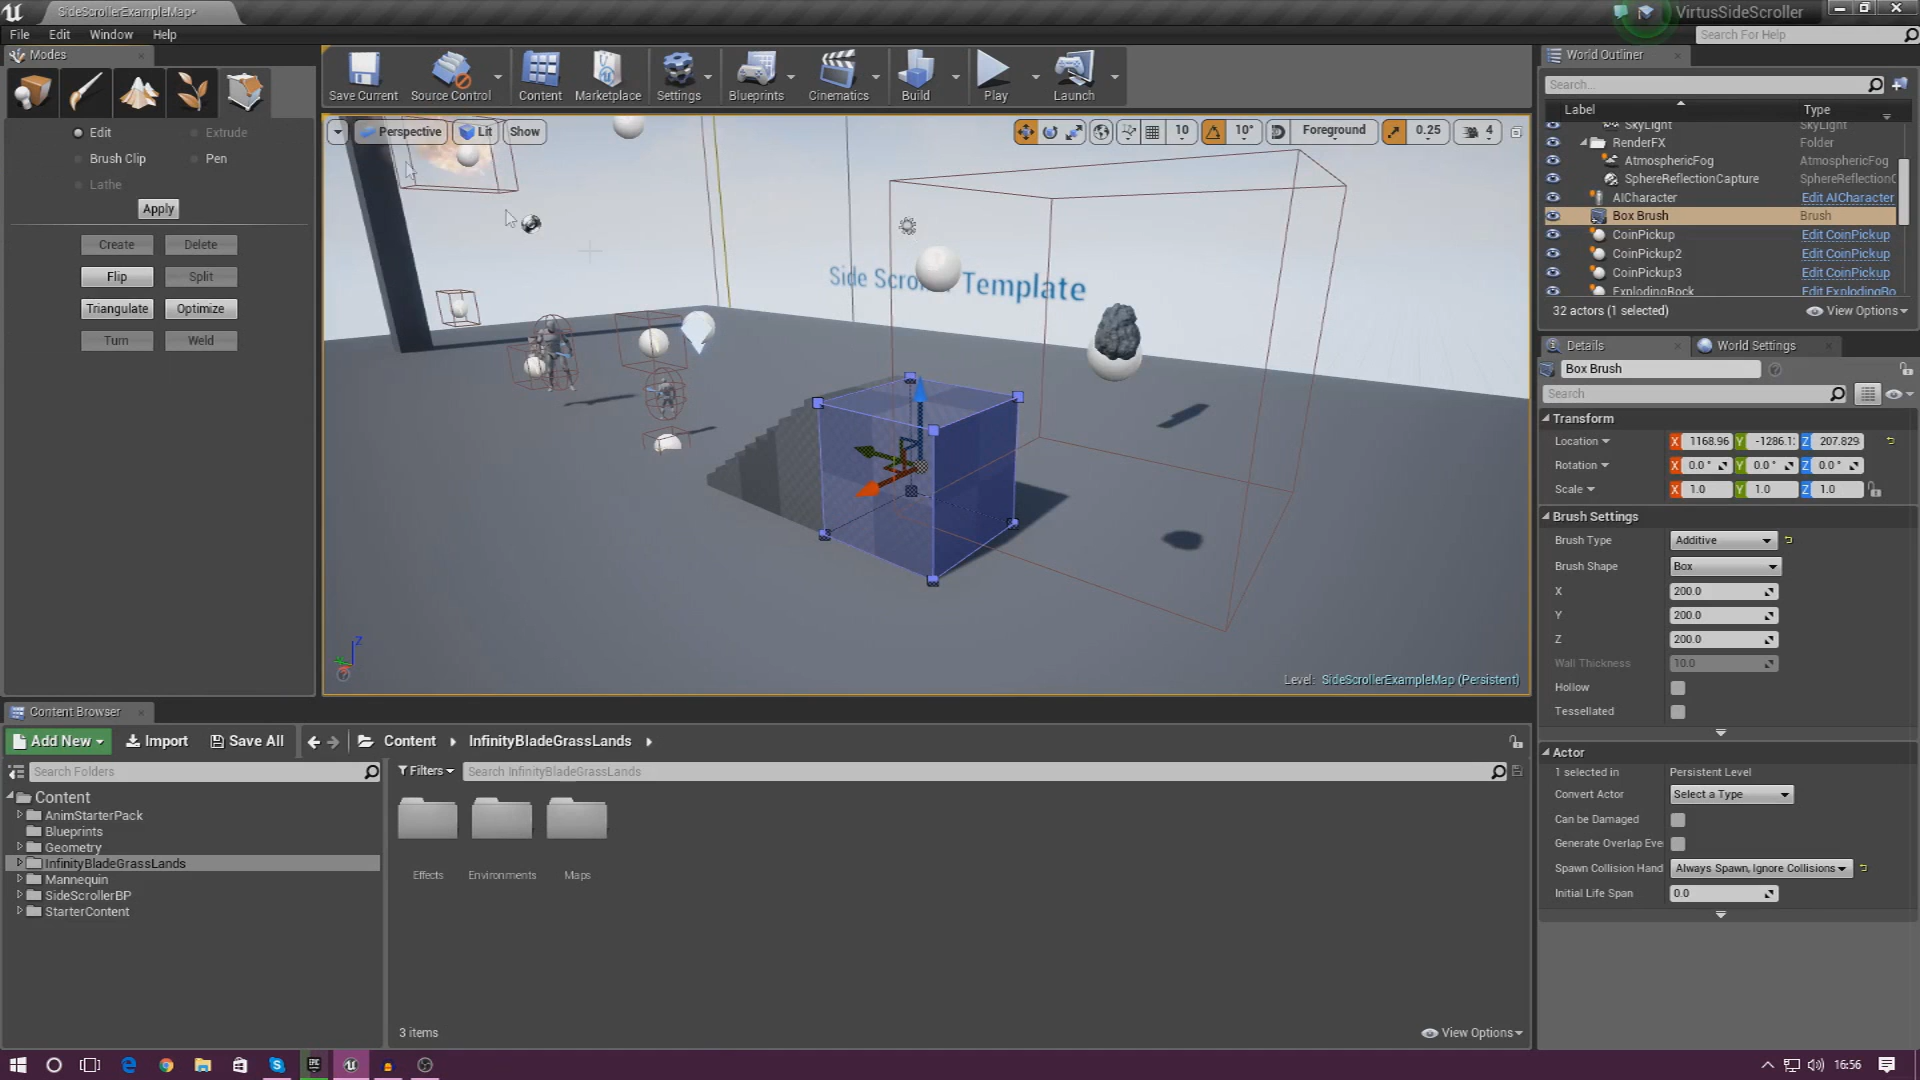 SideScrollerExampleMap*
VirtusSideScroller
File Edit Window Help
Search For Help
Modes
Edit Extrude
Brush Clip Pen
Lathe
Apply
Create Delete
Flip Split
Triangulate Optimize
Turn Weld
Save Current Source Control Content Marketplace Settings Blueprints Cinematics Build Play Launch
Perspective Lit Show
10 10° Foreground 0.25 4
Side Scroller Template
Z
Level: SideScrollerExampleMap (Persistent)
World Outliner
Search...
Label Type
SkyLight SkyLight
RenderFX Folder
AtmosphericFog AtmosphericFog
SphereReflectionCapture SphereReflectionC
AICharacter Edit AICharacter
Box Brush Brush
CoinPickup Edit CoinPickup
CoinPickup2 Edit CoinPickup
CoinPickup3 Edit CoinPickup
ExplodingRock Edit ExplodingRo
32 actors (1 selected) View Options
Details World Settings
Box Brush
Search
Transform
Location X 1168.96 Y -1286.1 Z 207.829
Rotation 0.0 ° 0.0 ° 0.0 °
Scale X 1.0 Y 1.0 Z 1.0
Brush Settings
Brush Type Additive
Brush Shape Box
X 200.0
Y 200.0
Z 200.0
Wall Thickness 10.0
Hollow
Tessellated
Actor
1 selected in Persistent Level
Convert Actor Select a Type
Can be Damaged
Generate Overlap Eve
Spawn Collision Hand Always Spawn, Ignore Collisions
Initial Life Span 0.0
Content Browser
Add New Import Save All Content InfinityBladeGrassLands
Search Folders
Filters Search InfinityBladeGrassLands
Content
AnimStarterPack
Blueprints
Geometry
InfinityBladeGrassLands
Mannequin
SideScrollerBP
StarterContent
Effects Environments Maps
3 items View Options
16:56